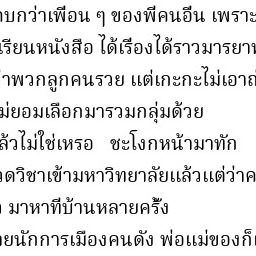 บกว่าเพื่อน ๆ ของพี่คนอื่น เพราะ
เรียนหนังสือ ได้เรื่องได้ราวมารยา
พวกลูกคนรวย แต่เกะกะไม่เอาถ่
ไม่ยอมเลือกมารวมกลุ่มด้วย
ล้วไม่ใช่เหรอ ชะโงกหน้ามาทัก
วดวิชาเข้ามหาวิทยาลัยแล้วแต่ว่าค
มาหาที่บ้านหลายครั้ง
ยนักการเมืองคนดัง พ่อแม่ของก็